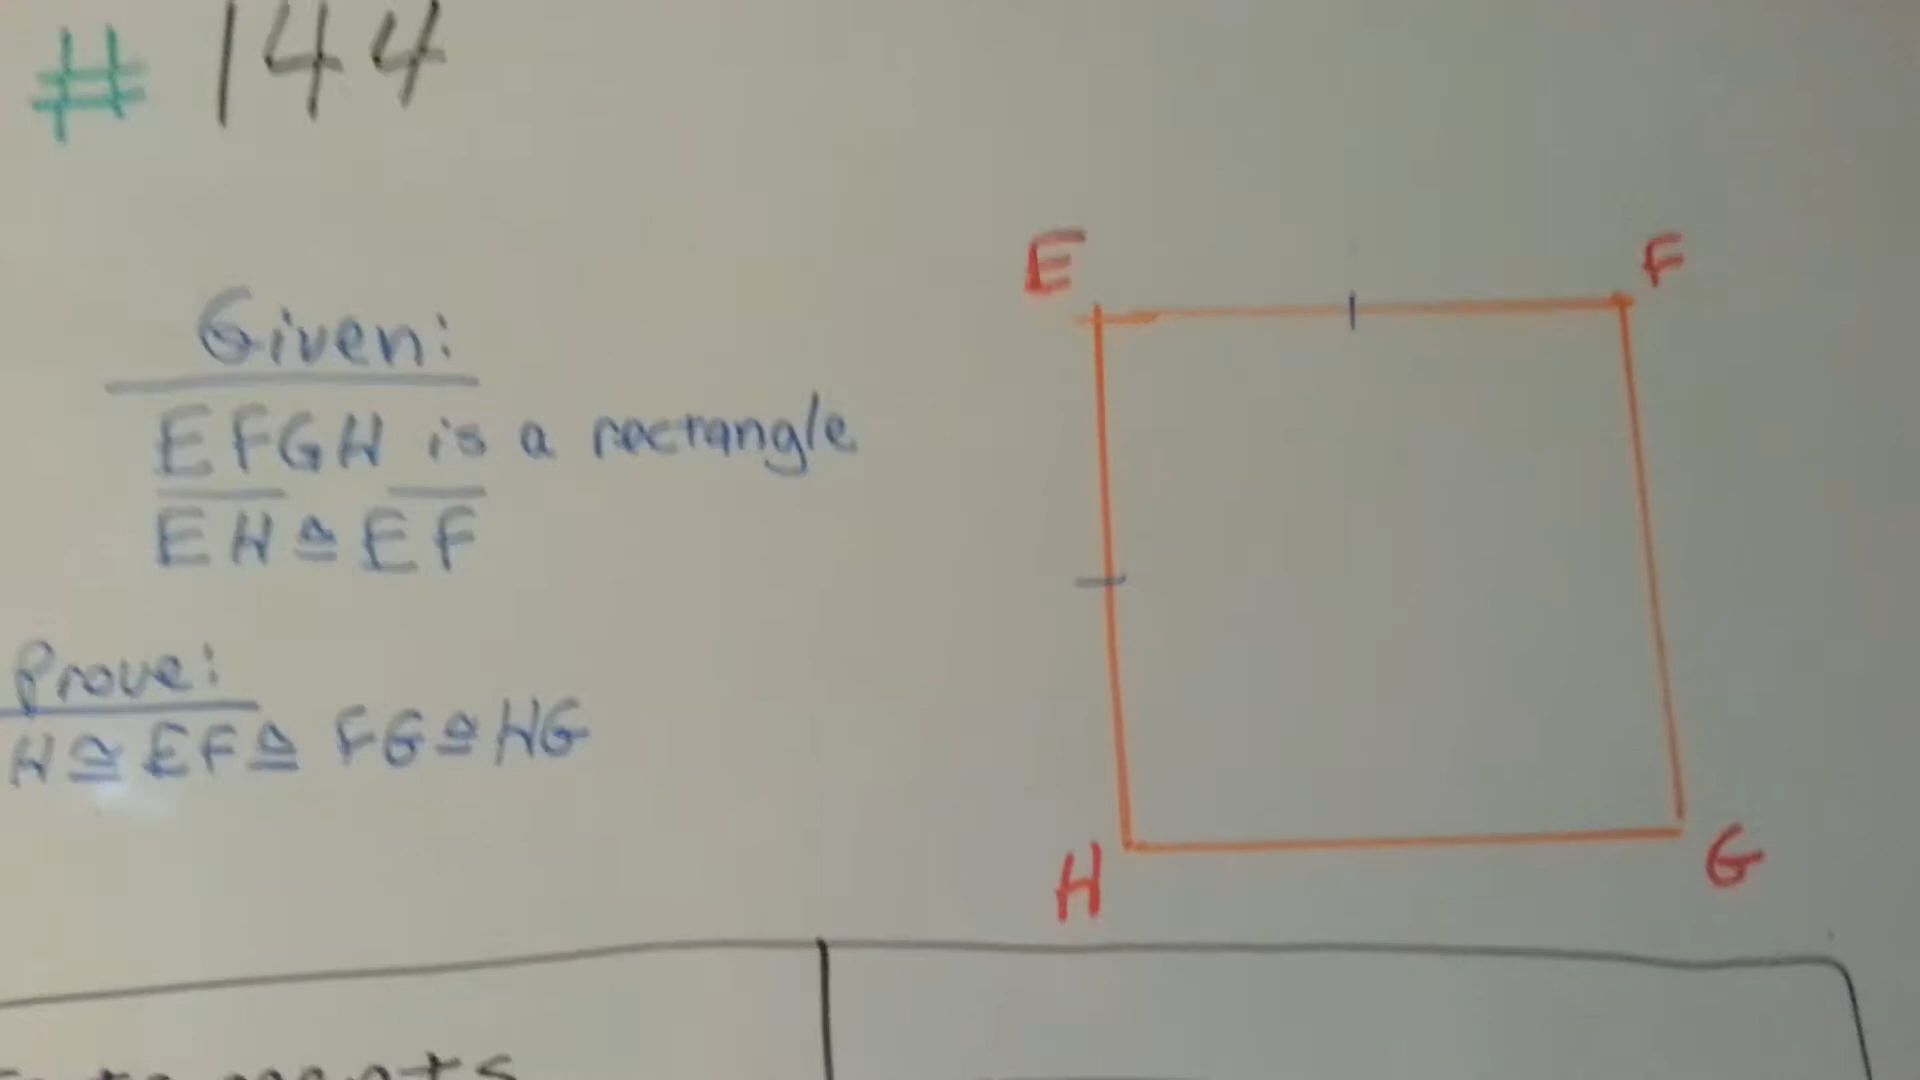 # 144
Given:
EFGH is a rectangle
EH ≅ EF
Prove:
H ≅ EF ≅ FG ≅ HG
E
F
H
G